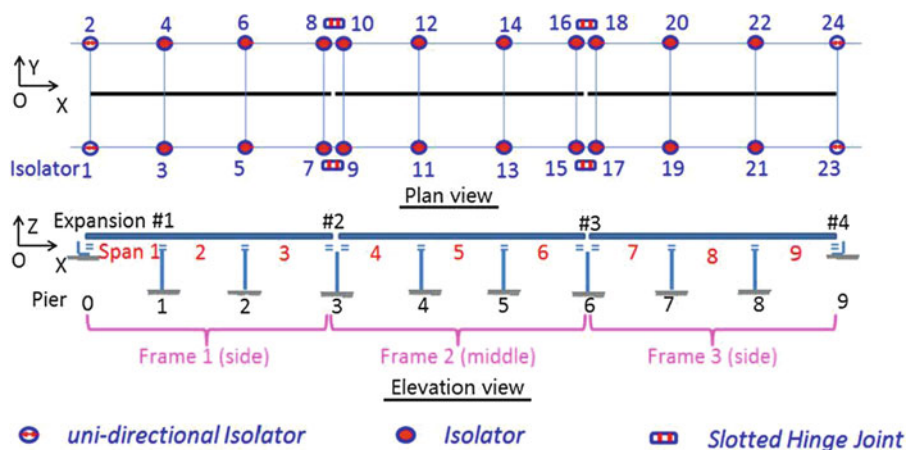 2 4 6 8 10 12 14 16 18 20 22 24
Y
O X
Isolator 1 3 5 7 9 11 13 15 17 19 21 23
Plan view
Z Expansion #1 #2 #3 #4
O X Span 1 2 3 4 5 6 7 8 9
Pier 0 1 2 3 4 5 6 7 8 9
Frame 1 (side) Frame 2 (middle) Frame 3 (side)
Elevation view
uni-directional Isolator Isolator Slotted Hinge Joint